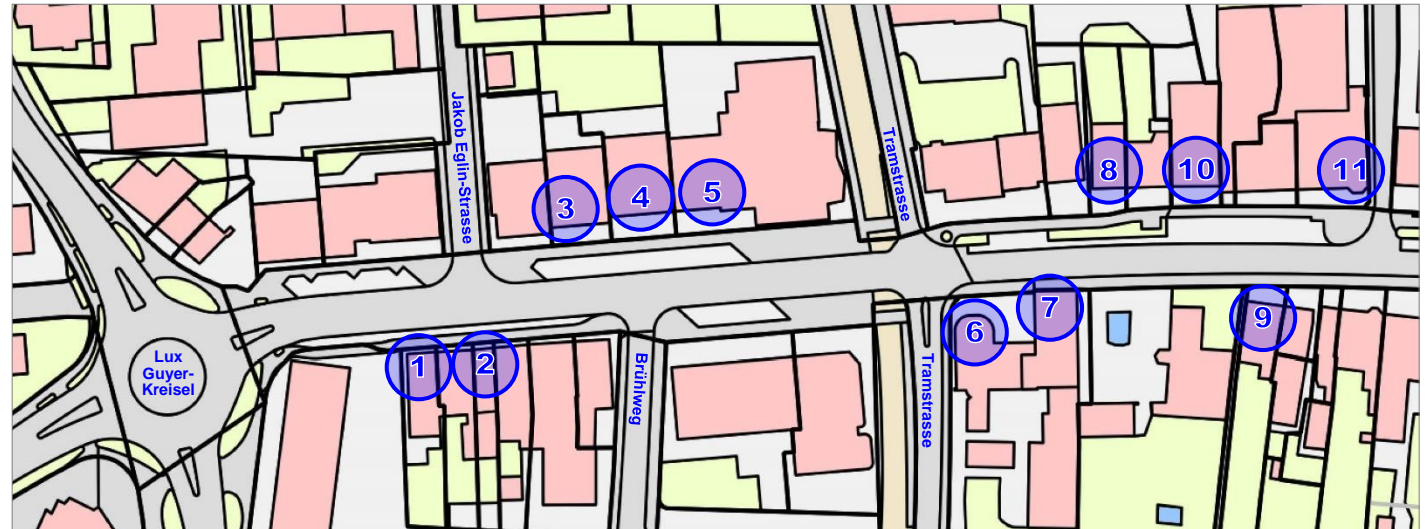 Jakob Eglin-Strasse
Tramstrasse
3
4
5
8
10
11
Lux
Guyer-
Kreisel
1
2
Brühlweg
Tramstrasse
6
7
9